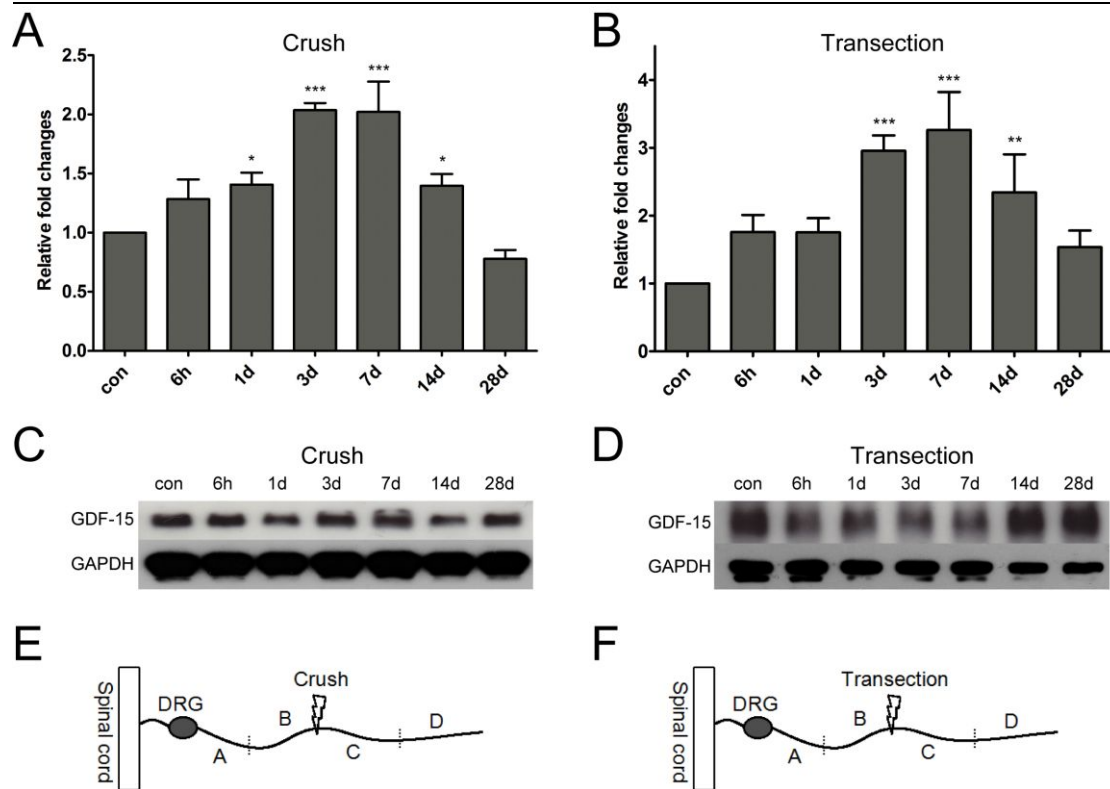 A
Crush
Relative fold changes
2.5
2.0
1.5
1.0
0.5
0.0
*
***
***
*
con 6h 1d 3d 7d 14d 28d
B
Transection
Relative fold changes
4
3
2
1
0
***
***
**
con 6h 1d 3d 7d 14d 28d
C
Crush
con 6h 1d 3d 7d 14d 28d
GDF-15
GAPDH
D
Transection
con 6h 1d 3d 7d 14d 28d
GDF-15
GAPDH
E
Spinal cord
DRG
Crush
A
B
C
D
F
Spinal cord
DRG
Transection
A
B
C
D